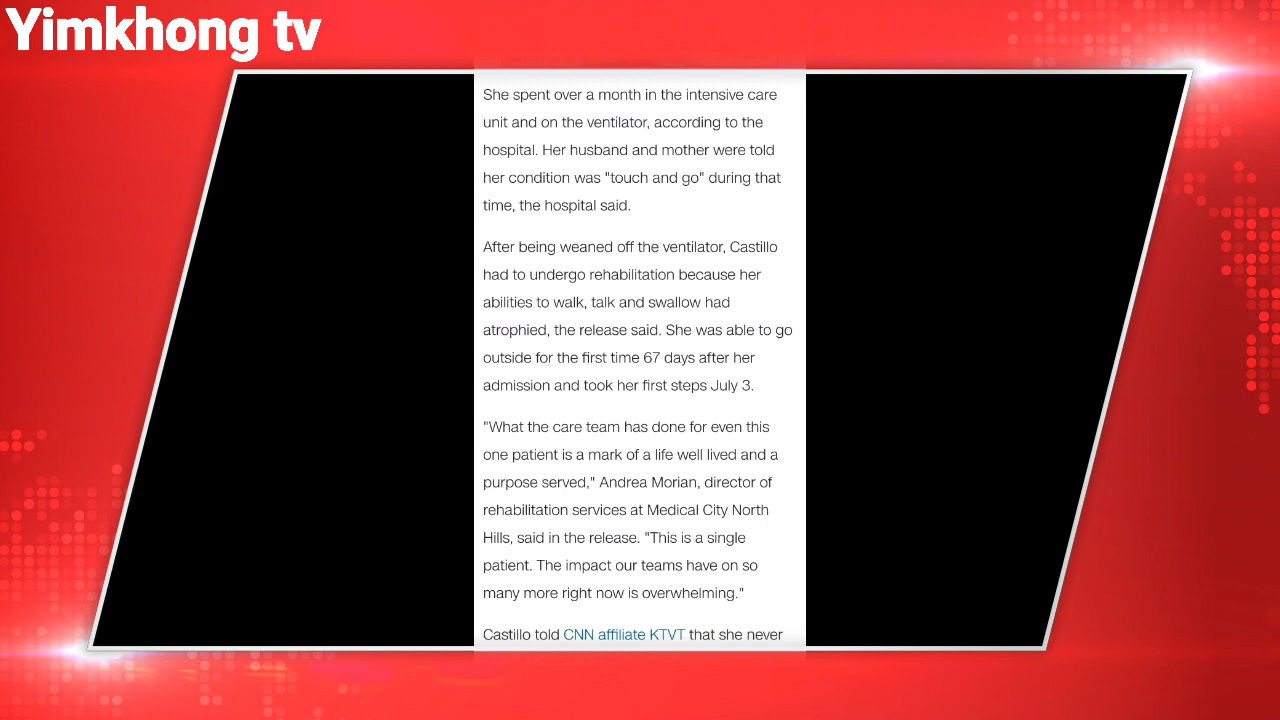 Yimkhong tv
She spent over a month in the intensive care
unit and on the ventilator, according to the
hospital. Her husband and mother were told
her condition was "touch and go" during that
time, the hospital said.
After being weaned off the ventilator, Castillo
had to undergo rehabilitation because her
abilities to walk, talk and swallow had
atrophied, the release said. She was able to go
outside for the first time 67 days after her
admission and took her first steps July 3.
"What the care team has done for even this
one patient is a mark of a life well lived and a
purpose served," Andrea Morian, director of
rehabilitation services at Medical City North
Hills, said in the release. "This is a single
patient. The impact our teams have on so
many more right now is overwhelming."
Castillo told CNN affiliate KTVT that she never